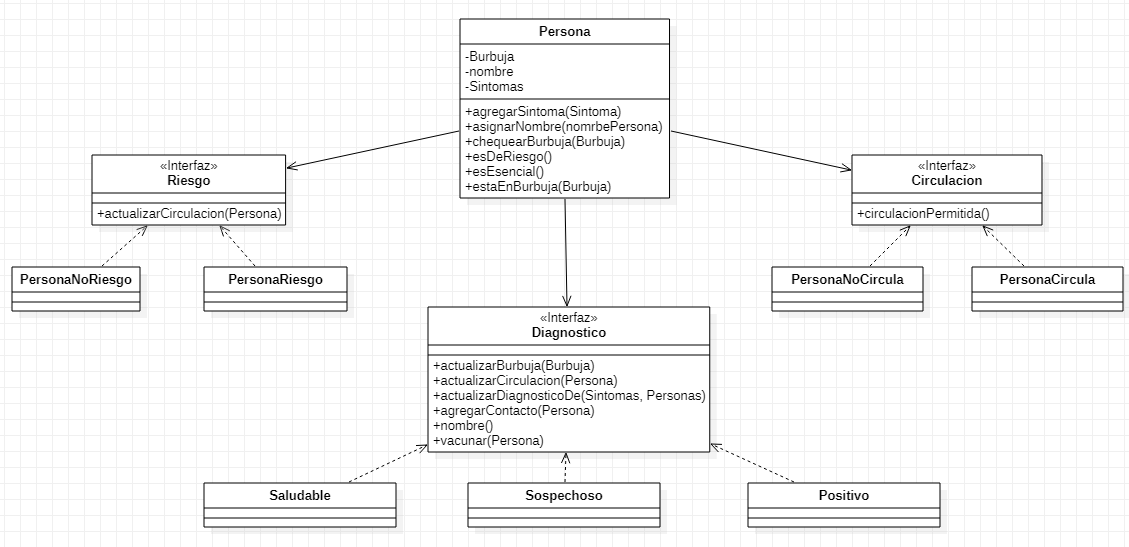 Persona
-Burbuja
-nombre
-Sintomas
+agregarSintoma(Sintoma)
+asignarNombre(nomrbePersona)
+chequearBurbuja(Burbuja)
+esDeRiesgo()
+esEsencial()
+estaEnBurbuja(Burbuja)
«Interfaz»
Riesgo
+actualizarCirculacion(Persona)
«Interfaz»
Circulacion
+circulacionPermitida()
PersonaNoRiesgo
PersonaRiesgo
PersonaNoCircula
PersonaCircula
«Interfaz»
Diagnostico
+actualizarBurbuja(Burbuja)
+actualizarCirculacion(Persona)
+actualizarDiagnosticoDe(Sintomas, Personas)
+agregarContacto(Persona)
+nombre()
+vacunar(Persona)
Saludable
Sospechoso
Positivo